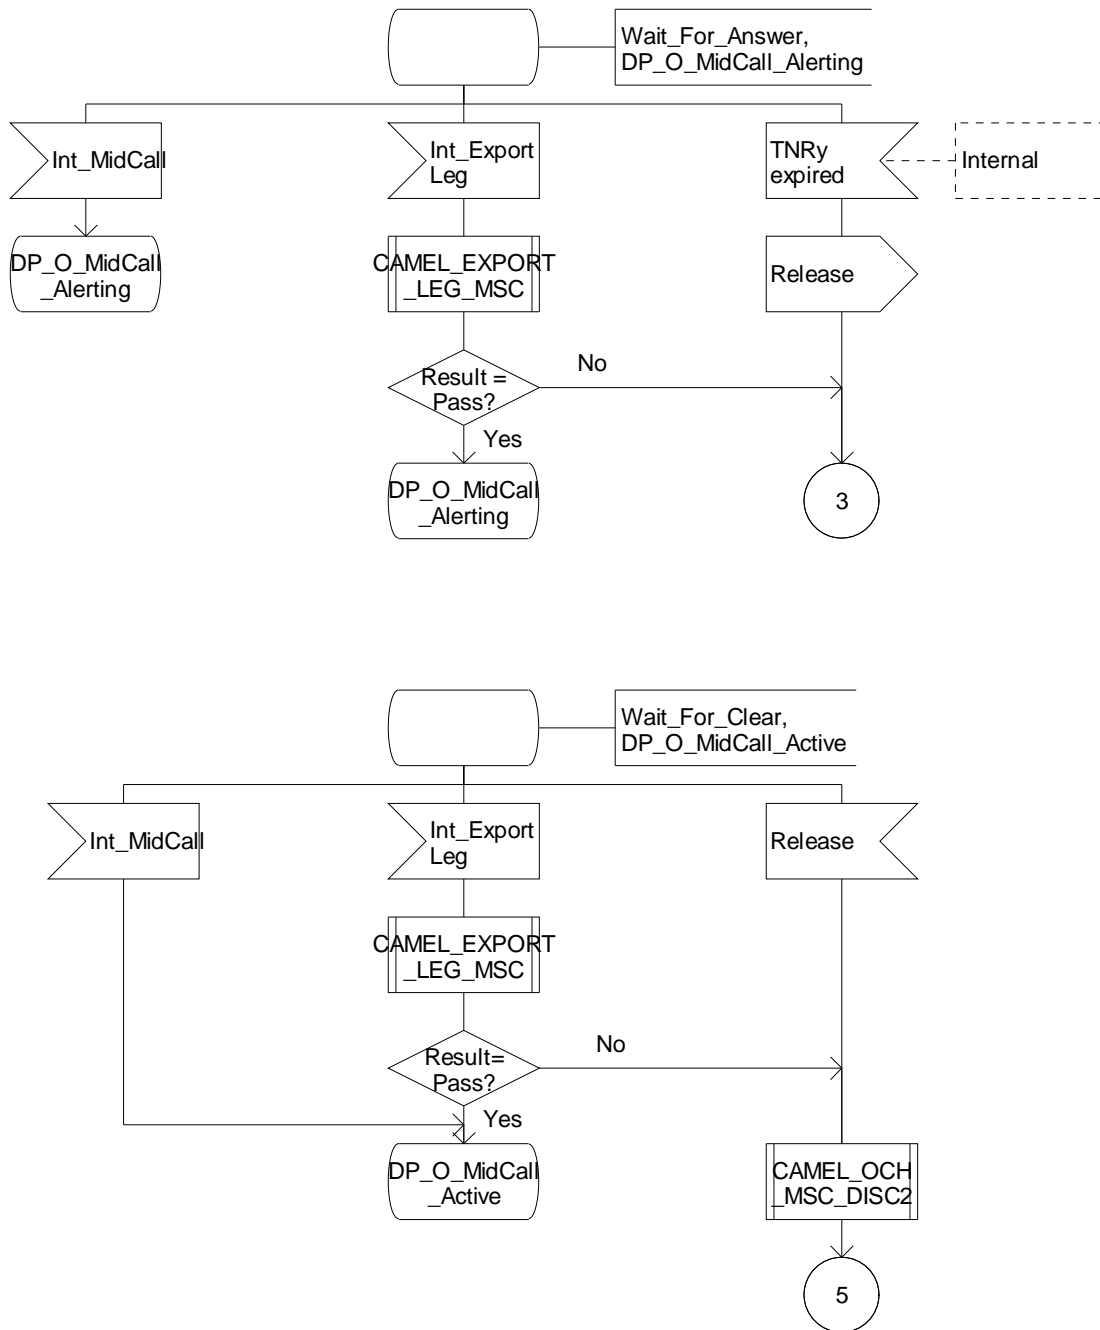 Wait_For_Answer,
DP_O_MidCall_Alerting
Int_MidCall
Int_Export
Leg
TNRy
expired
Internal
DP_O_MidCall
_Alerting
CAMEL_EXPORT
_LEG_MSC
Release
Result =
Pass?
No
Yes
DP_O_MidCall
_Alerting
3
Wait_For_Clear,
DP_O_MidCall_Active
Int_MidCall
Int_Export
Leg
Release
CAMEL_EXPORT
_LEG_MSC
Result=
Pass?
No
Yes
DP_O_MidCall
_Active
CAMEL_OCH
_MSC_DISC2
5